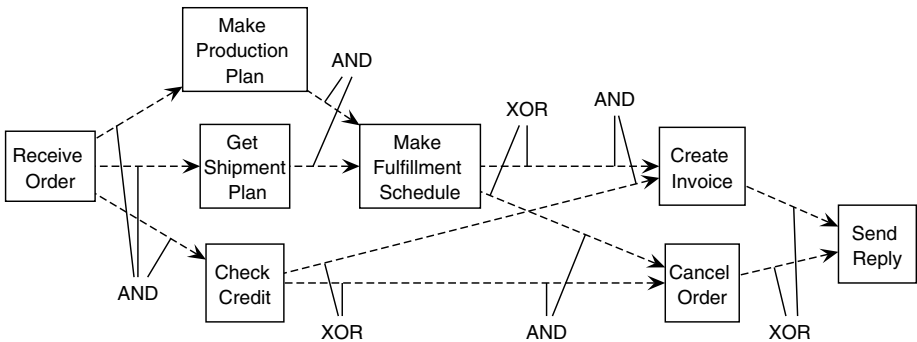 Make
Production
Plan
AND
XOR
AND
Receive
Order
Get
Shipment
Plan
Make
Fulfillment
Schedule
Create
Invoice
Send
Reply
Check
Credit
Cancel
Order
AND
XOR
AND
XOR